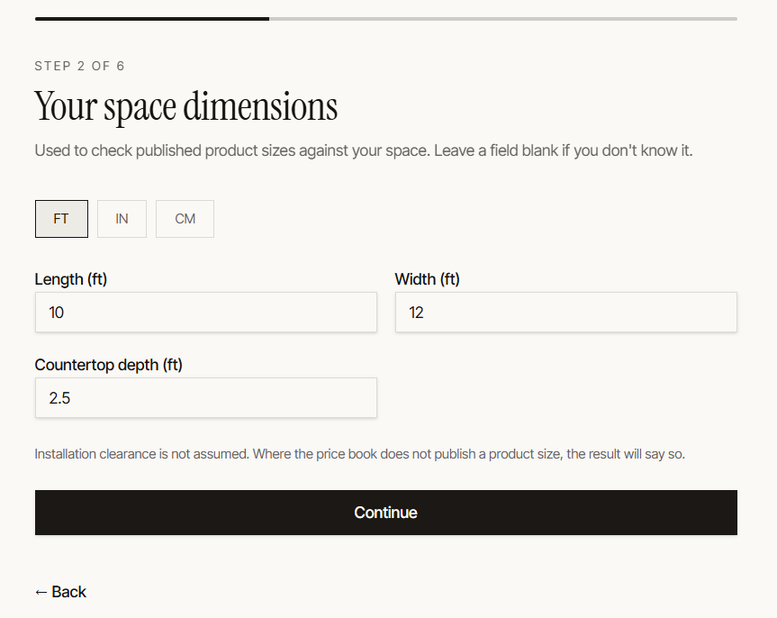 STEP 2 OF 6
Your space dimensions
Used to check published product sizes against your space. Leave a field blank if you don't know it.
FT IN CM
Length (ft) Width (ft)
10 12
Countertop depth (ft)
2.5
Installation clearance is not assumed. Where the price book does not publish a product size, the result will say so.
Continue
← Back